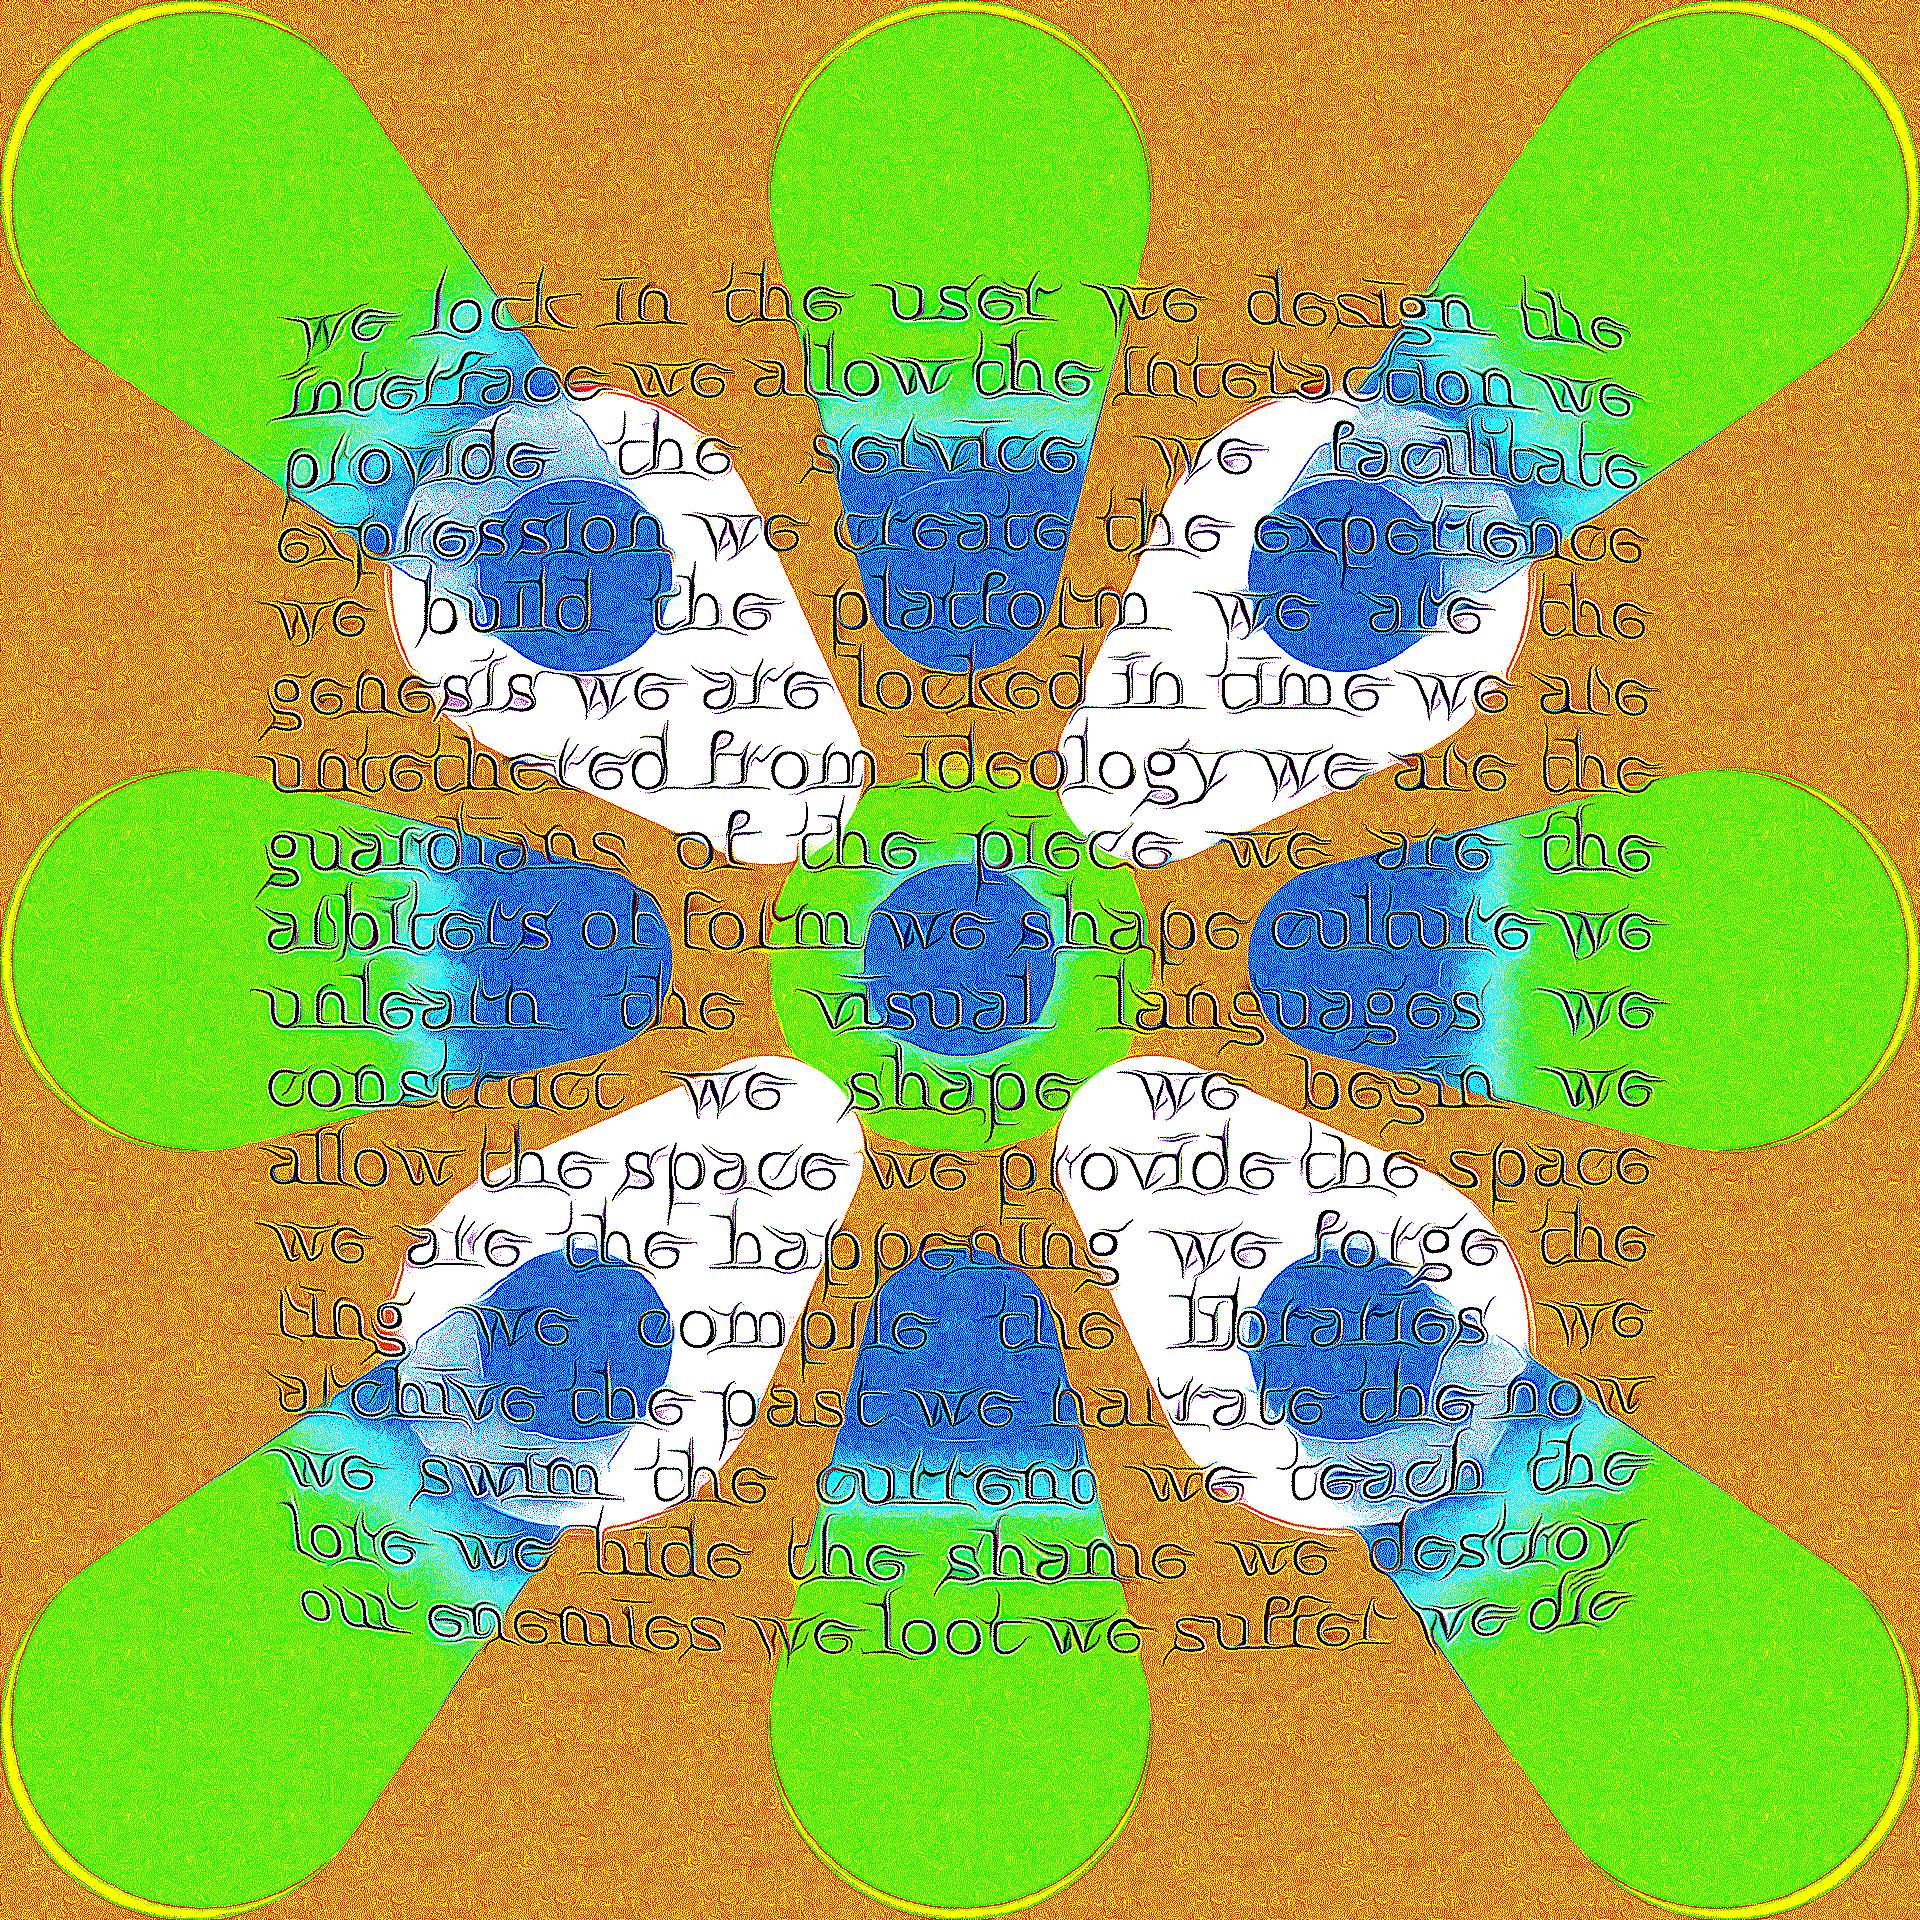 we lock in the user we design the
interface we allow the interaction we
provide the service we facilitate
expression we create the experience
we build the platform we are the
genesis we are locked in time we are
untethered from ideology we are the
guardians of the piece we are the
arbiters of form we shape culture we
unlearn the visual languages we
construct we shape we begin we
allow the space we provide the space
we are the happening we forge the
ring we compile the libraries we
archive the past we narrate the now
we swim the current we teach the
lore we hide the shame we destroy
our enemies we loot we suffer we die